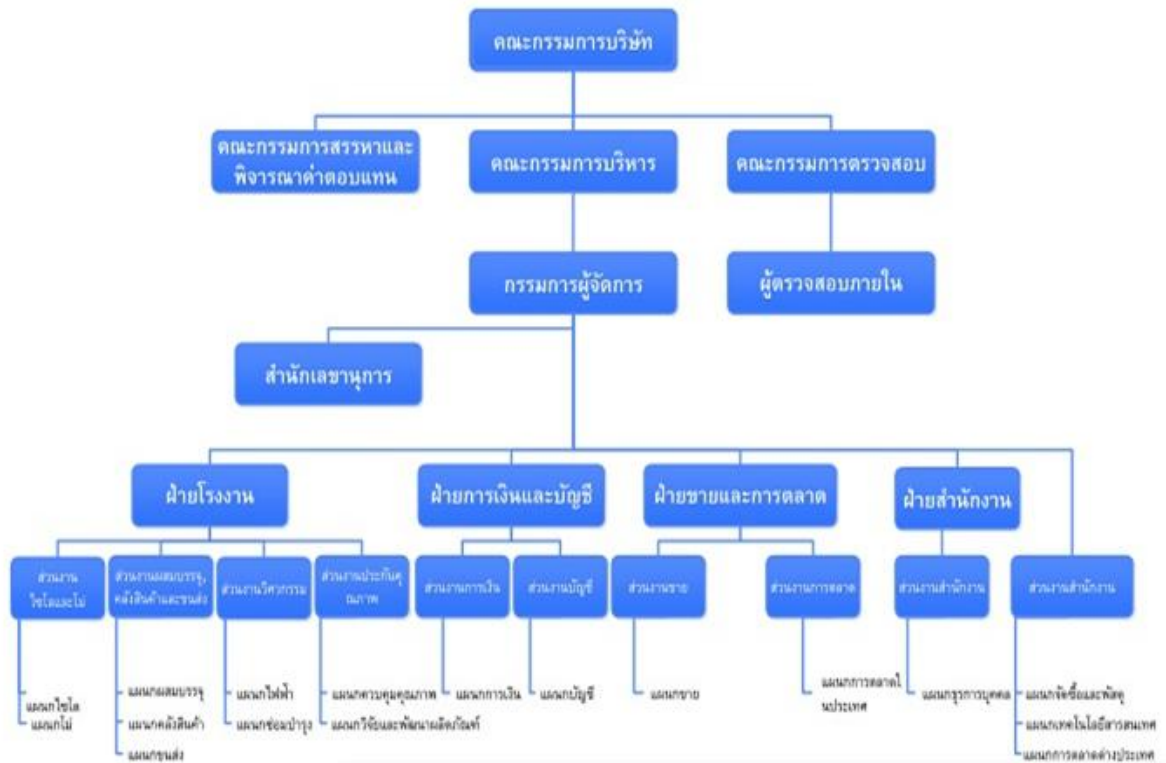 คณะกรรมการบริษัท
คณะกรรมการสรรหาและ
พิจารณาค่าตอบแทน
คณะกรรมการบริหาร
คณะกรรมการตรวจสอบ
กรรมการผู้จัดการ
ผู้ตรวจสอบภายใน
สำนักเลขานุการ
ฝ่ายโรงงาน
ฝ่ายการเงินและบัญชี
ฝ่ายขายและการตลาด
ฝ่ายสำนักงาน
ส่วนงาน
ไซโลและโม่
ส่วนงานผสมบรรจุ,
คลังสินค้าและขนส่ง
ส่วนงานวิศวกรรม
ส่วนงานประกันคุ
ณภาพ
ส่วนงานการเงิน
ส่วนงานบัญชี
ส่วนงานขาย
ส่วนงานการตลาด
ส่วนงานสำนักงาน
ส่วนงานสำนักงาน
แผนกไซโล
แผนกโม่
แผนกผสมบรรจุ
แผนกคลังสินค้า
แผนกขนส่ง
แผนกไฟฟ้า
แผนกซ่อมบำรุง
แผนกควบคุมคุณภาพ
แผนกวิจัยและพัฒนาผลิตภัณฑ์
แผนกการเงิน
แผนกบัญชี
แผนกขาย
แผนกการตลาดใ
นประเทศ
แผนกธุรการบุคคล
แผนกจัดซื้อและพัสดุ
แผนกเทคโนโลยีสารสนเทศ
แผนกการตลาดต่างประเทศ